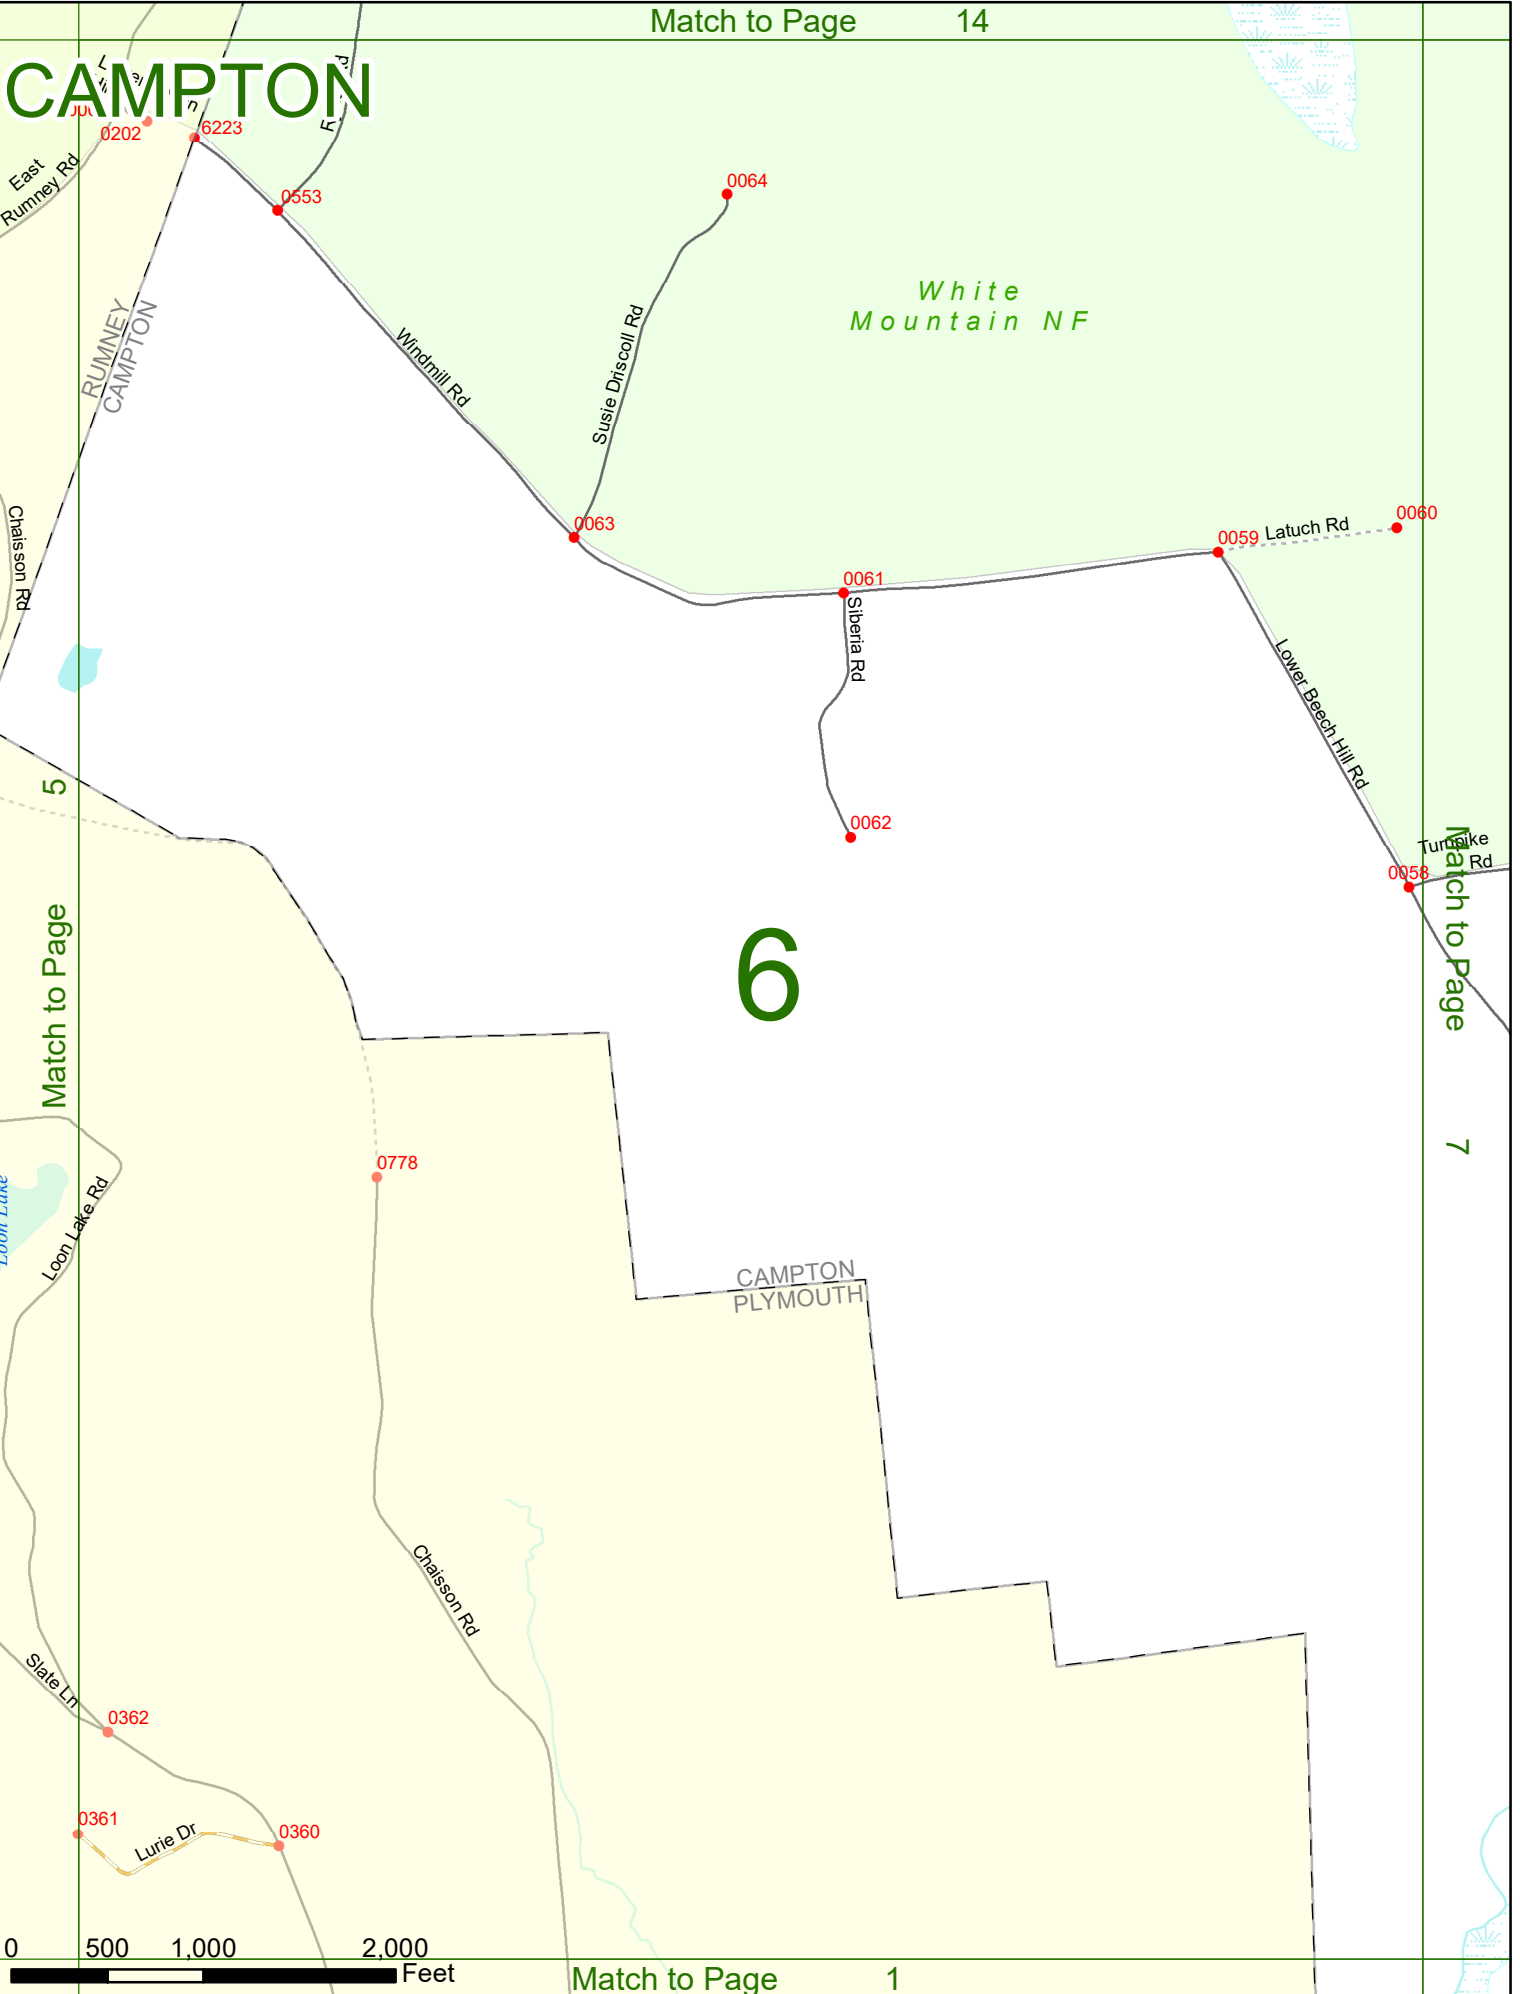 Match to Page 14
CAMPTON
0202
6223
East
Rumney Rd
0553
0064
White
Mountain NF
RUMNEY
CAMPTON
Windmill Rd
Susie Driscoll Rd
Chaisson Rd
0063
0061
Siberia Rd
0059
Latuch Rd
0060
Lower Beech Hill Rd
0062
Turnpike
Rd
0058
5
Match to Page
6
Match to Page
7
0778
Loon Lake
Loon Lake Rd
CAMPTON
PLYMOUTH
Chaisson Rd
Slate Ln
0362
0361
Lurie Dr
0360
0 500 1,000 2,000
Feet
Match to Page 1